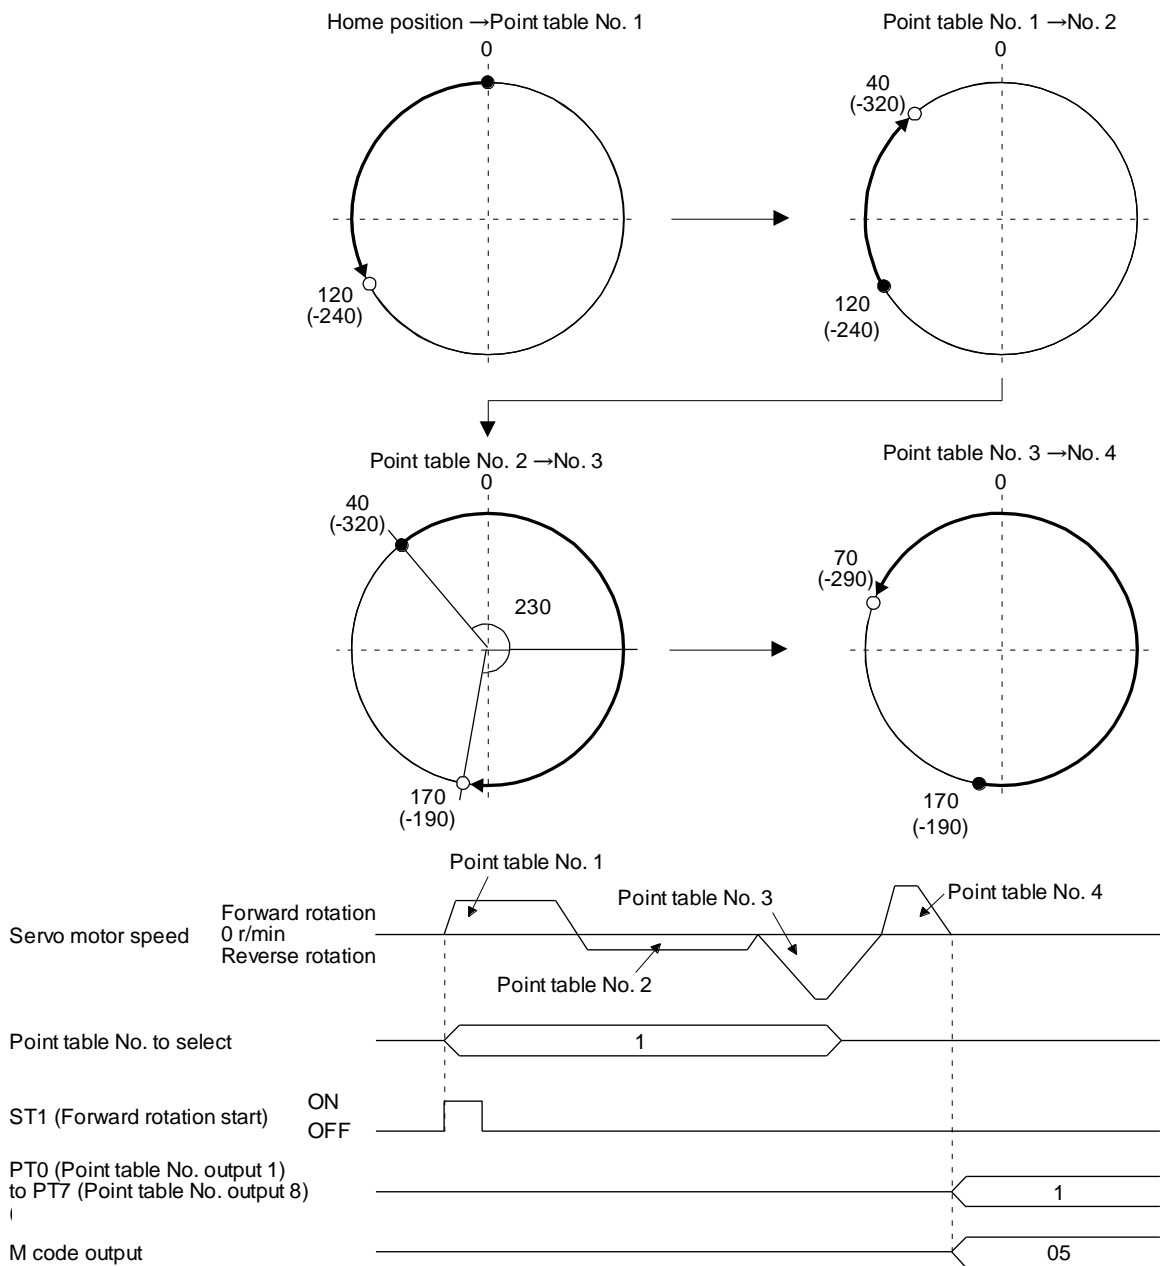 Home position →Point table No. 1
0
120
(-240)
Point table No. 1 →No. 2
0
40
(-320)
120
(-240)
Point table No. 2 →No. 3
0
40
(-320)
230
170
(-190)
Point table No. 3 →No. 4
0
70
(-290)
170
(-190)
Point table No. 1
Point table No. 3
Point table No. 4
Servo motor speed
Forward rotation
0 r/min
Reverse rotation
Point table No. 2
Point table No. to select
1
ST1 (Forward rotation start)
ON
OFF
PT0 (Point table No. output 1)
to PT7 (Point table No. output 8)
(
1
M code output
05